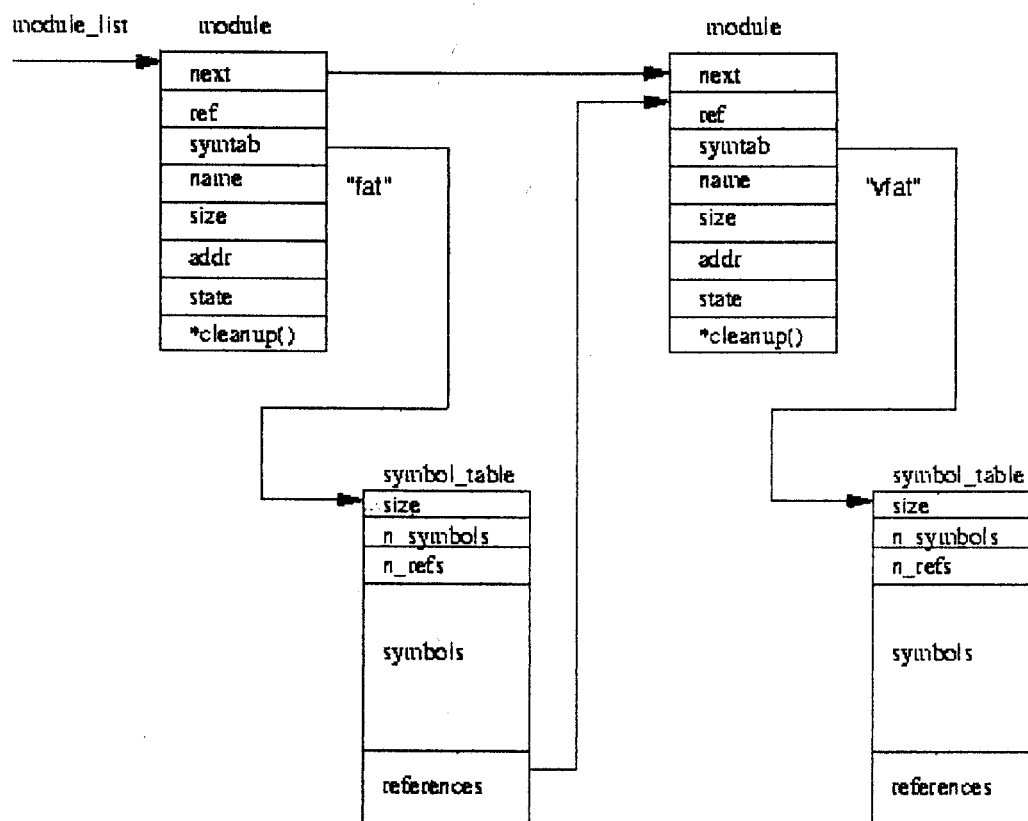 module_list
module
next
ref
symtab
name
"fat"
size
addr
state
*cleanup()
module
next
ref
symtab
name
"vfat"
size
addr
state
*cleanup()
symbol_table
size
n_symbols
n_refs
symbols
references
symbol_table
size
n_symbols
n_refs
symbols
references